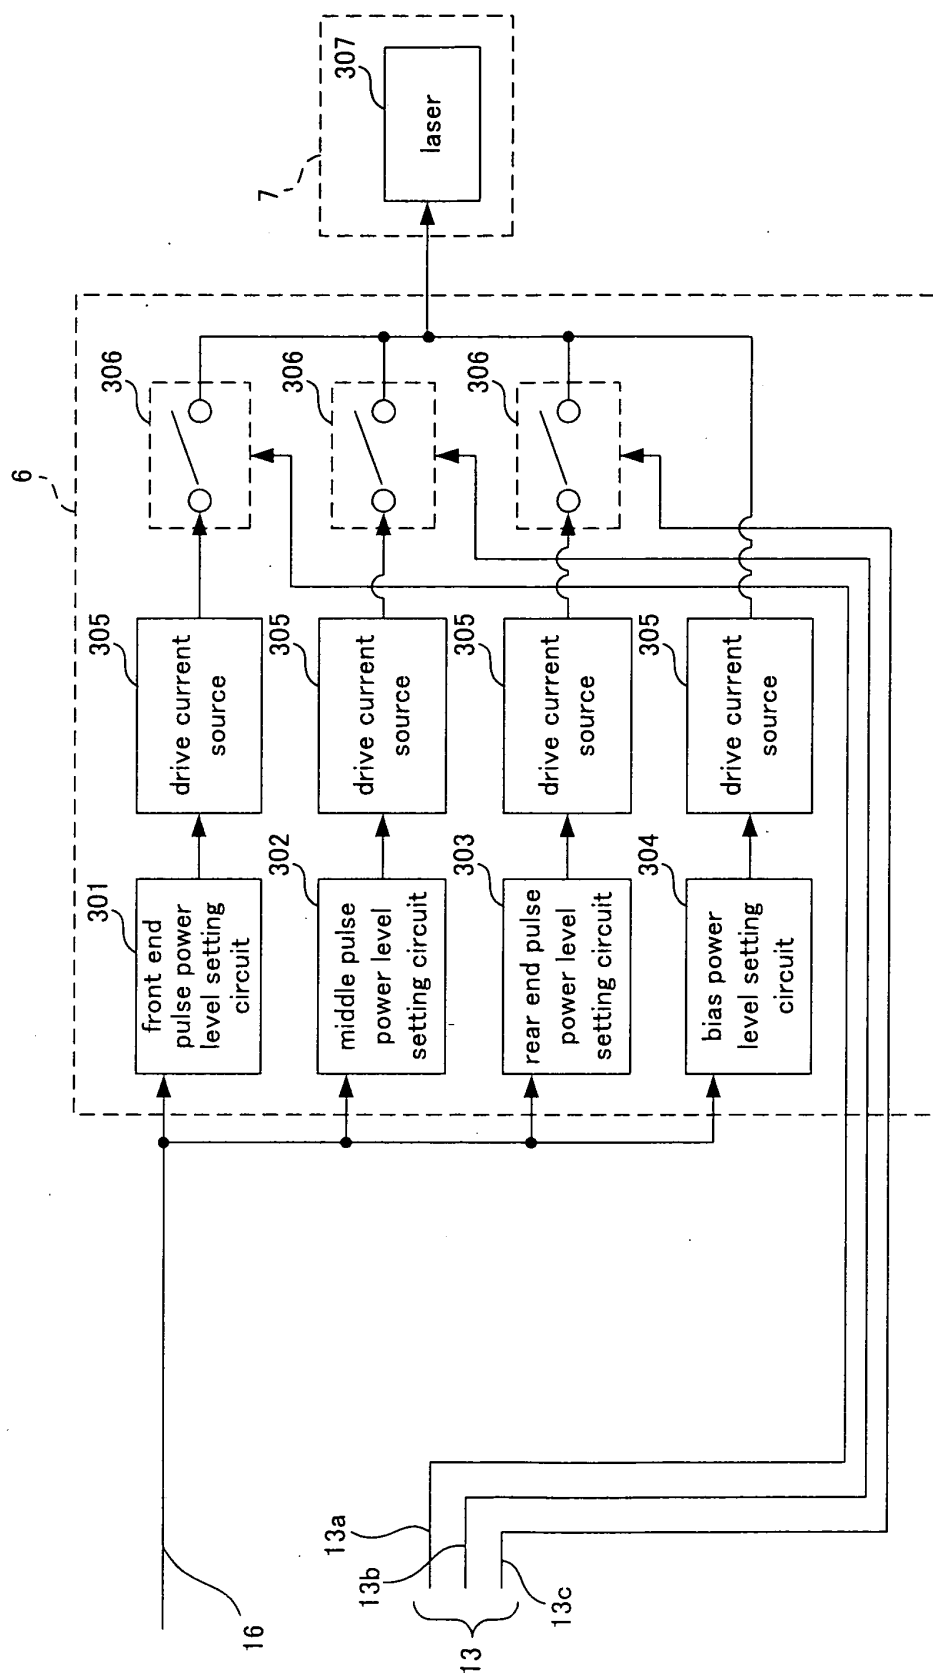 6
7
307
laser
306
306
306
305
drive current
source
305
drive current
source
305
drive current
source
305
drive current
source
301
front end
pulse power
level setting
circuit
302
middle pulse
power level
setting circuit
303
rear end pulse
power level
setting circuit
304
bias power
level setting
circuit
16
13a
13b
13c
13